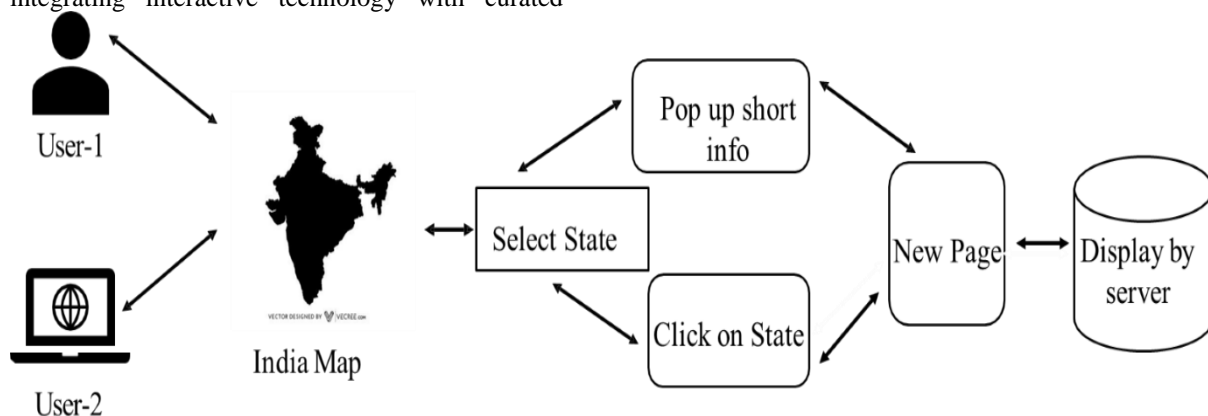 integrating interactive technology with curated
User-1
User-2
VECTOR DESIGNED BY VECREE.com
India Map
Select State
Pop up short
info
Click on State
New Page
Display by
server